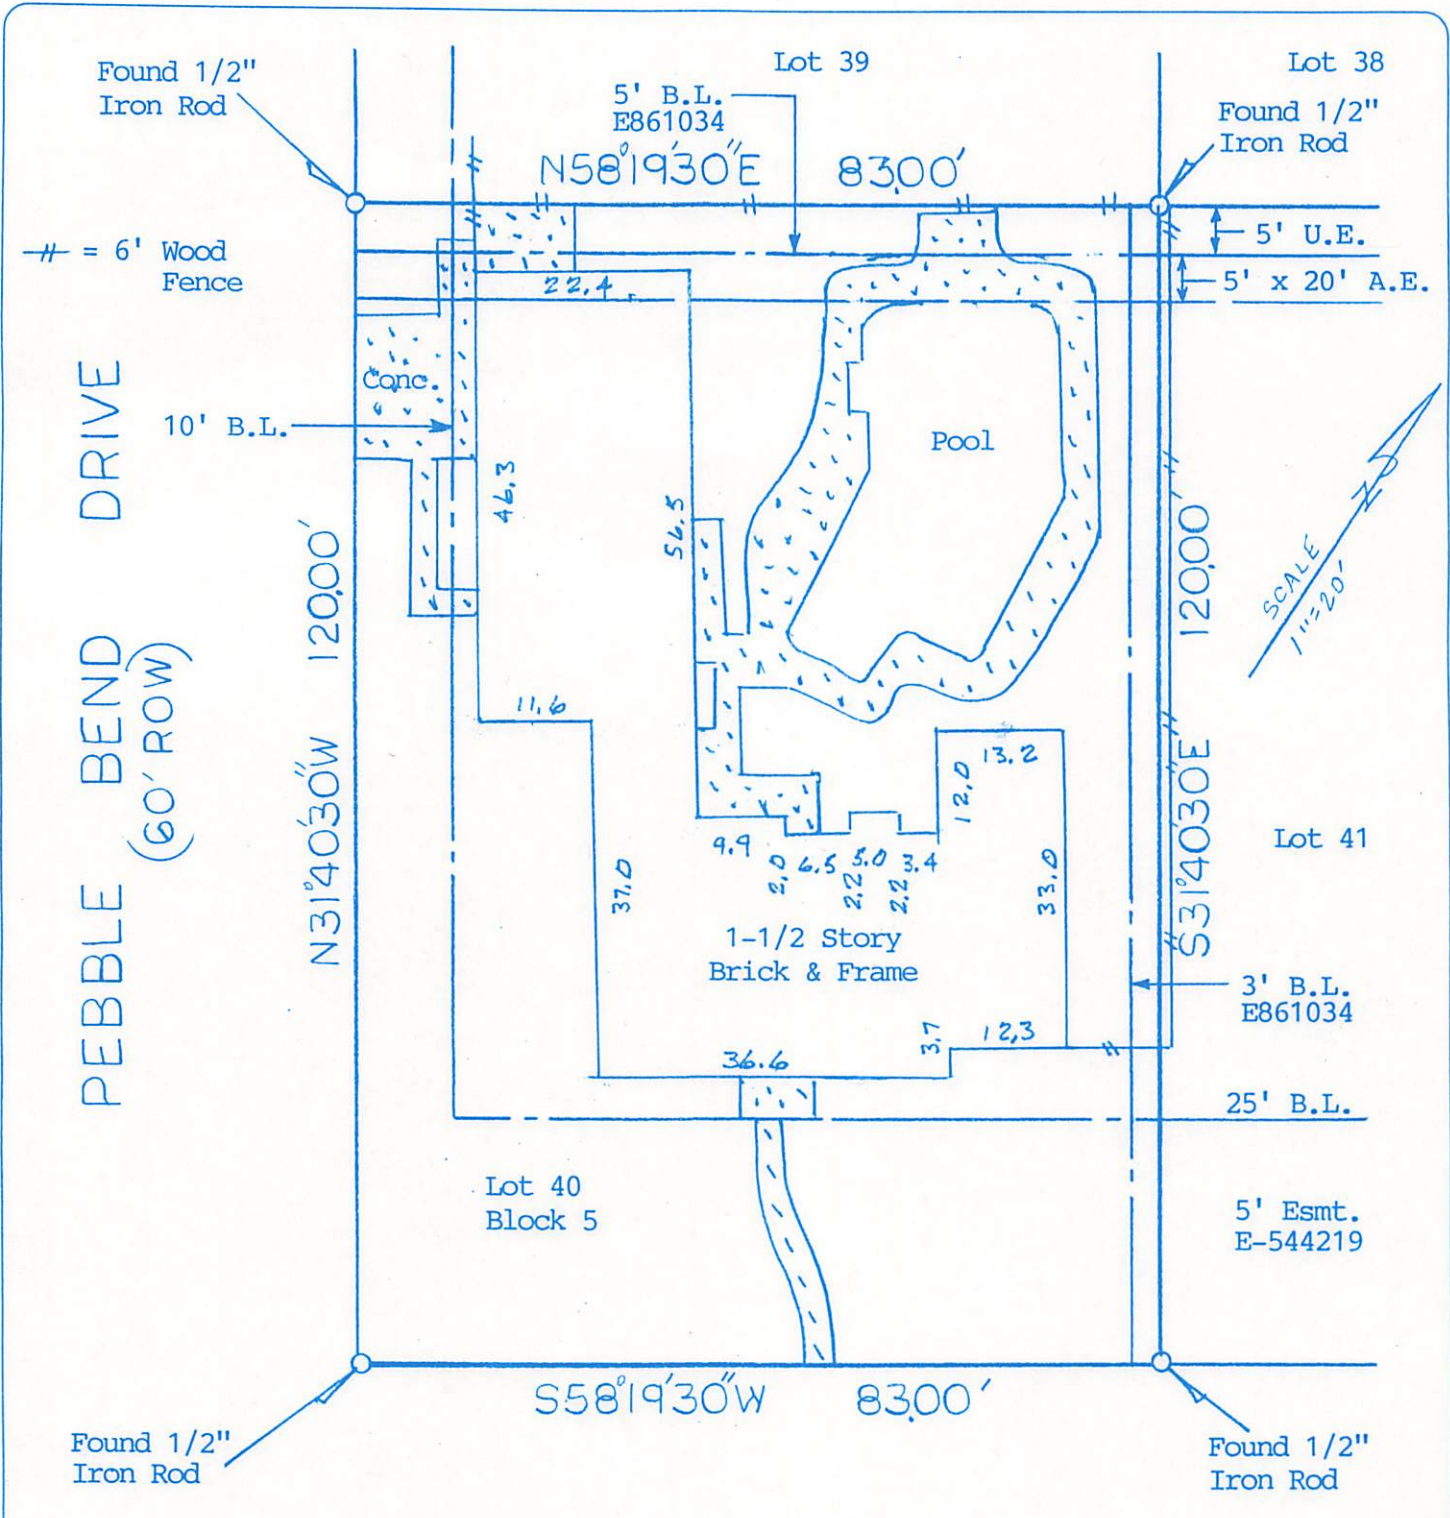 Lot 39
Lot 38
Found 1/2"
Iron Rod
5' B.L.
E861034
Found 1/2"
Iron Rod
N58°19'30"E 83.00'
-//- = 6' Wood
Fence
5' U.E.
5' x 20' A.E.
22.4
Conc.
10' B.L.
Pool
46.3
56.5
PEBBLE BEND DRIVE
(60' ROW)
N31°40'30"W 120.00'
S31°40'30"E 120.00'
N
SCALE
1"=20'
11.6
13.2
12.0
9.9
2.0
6.5
2.2
5.0
2.2
3.4
37.0
33.0
Lot 41
1-1/2 Story
Brick & Frame
3' B.L.
E861034
3.7
12.3
36.6
25' B.L.
Lot 40
Block 5
5' Esmt.
E-544219
S58°19'30"W 83.00'
Found 1/2"
Iron Rod
Found 1/2"
Iron Rod